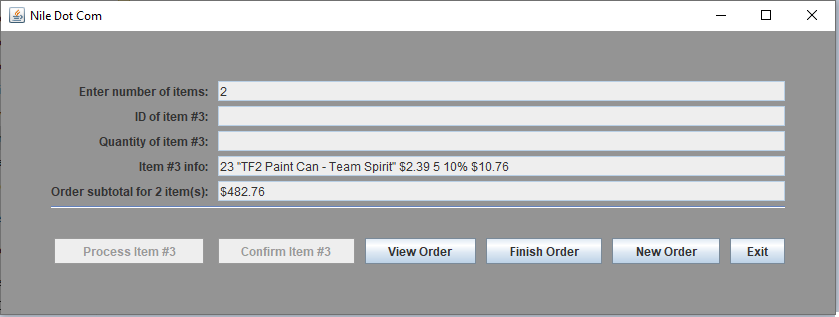 Nile Dot Com
Enter number of items: 2
ID of item #3:
Quantity of item #3:
Item #3 info: 23 "TF2 Paint Can - Team Spirit" $2.39 5 10% $10.76
Order subtotal for 2 item(s): $482.76
Process Item #3 Confirm Item #3 View Order Finish Order New Order Exit